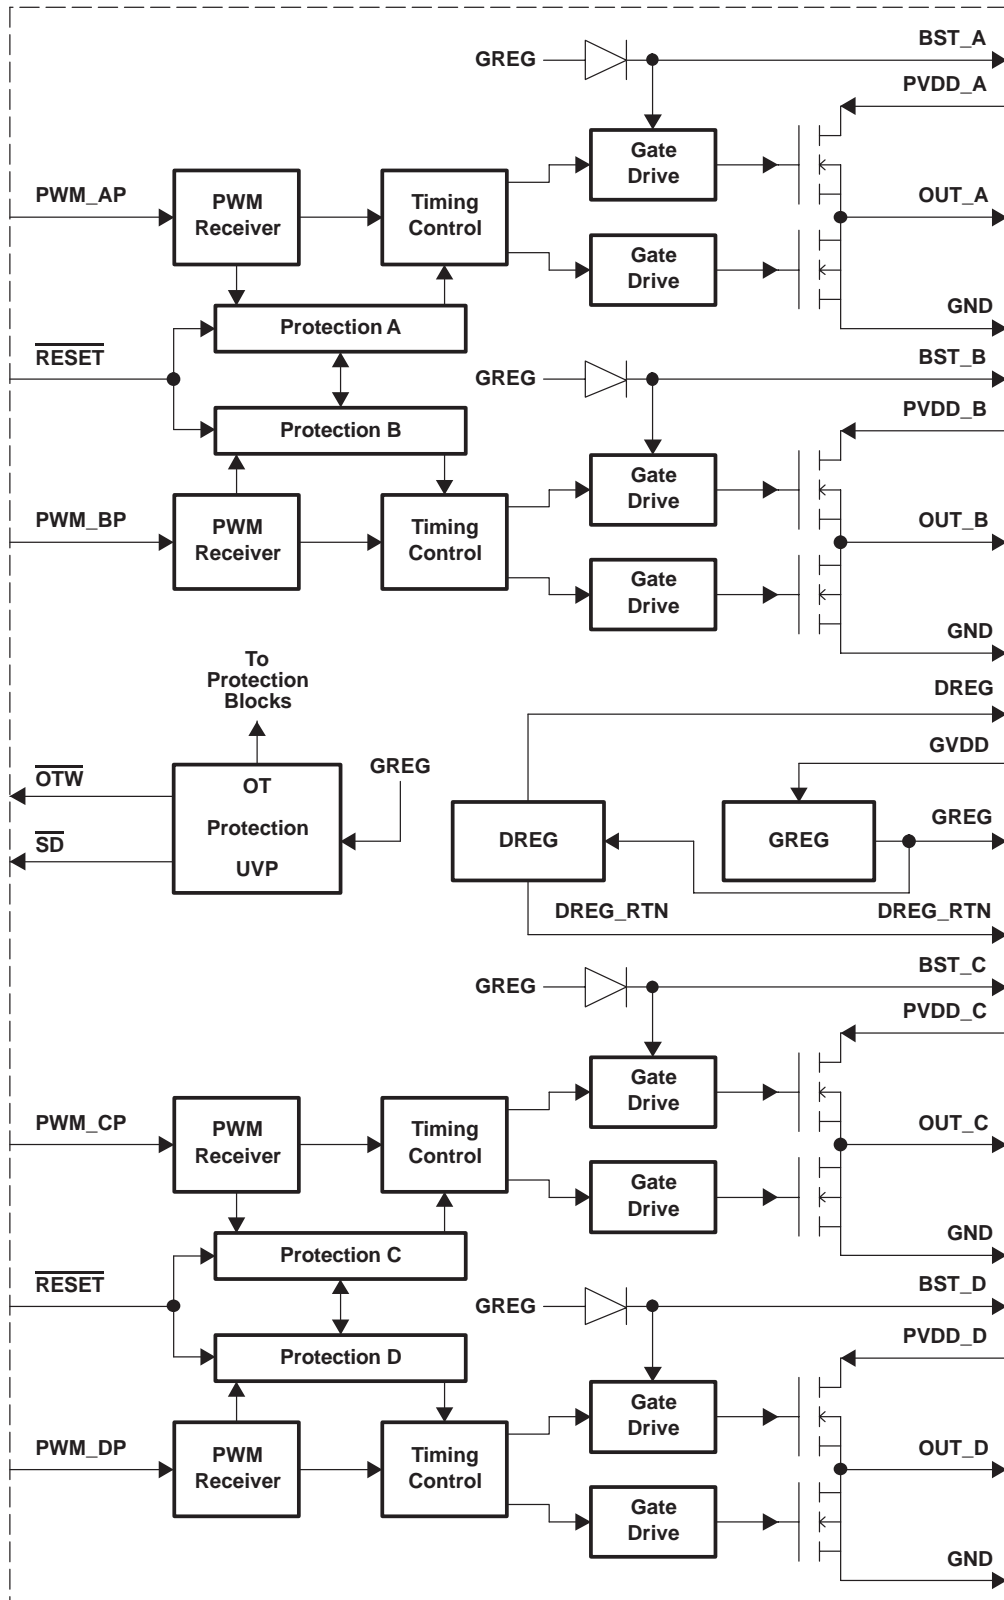 GREG
BST_A
PVDD_A
Gate
Drive
PWM_AP
PWM
Receiver
Timing
Control
OUT_A
Gate
Drive
Protection A
GND
RESET
GREG
BST_B
Protection B
PVDD_B
Gate
Drive
PWM_BP
PWM
Receiver
Timing
Control
OUT_B
Gate
Drive
GND
To
Protection
Blocks
DREG
GVDD
OTW
OT
GREG
Protection
DREG
GREG
GREG
SD
UVP
DREG_RTN
DREG_RTN
GREG
BST_C
PVDD_C
Gate
Drive
PWM_CP
PWM
Receiver
Timing
Control
OUT_C
Gate
Drive
Protection C
GND
RESET
GREG
BST_D
Protection D
PVDD_D
Gate
Drive
PWM_DP
PWM
Receiver
Timing
Control
OUT_D
Gate
Drive
GND